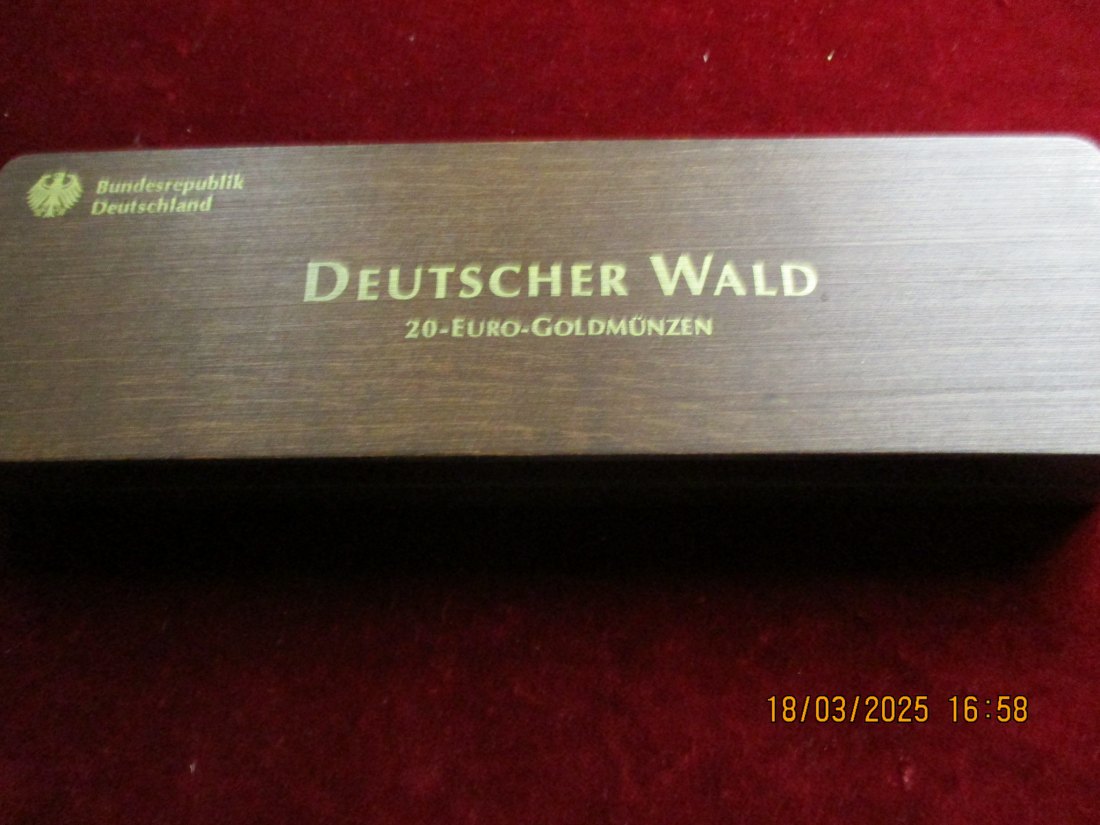 Bundesrepublik
Deutschland
DEUTSCHER WALD
20-EURO-GOLDMÜNZEN
18/03/2025 16:58